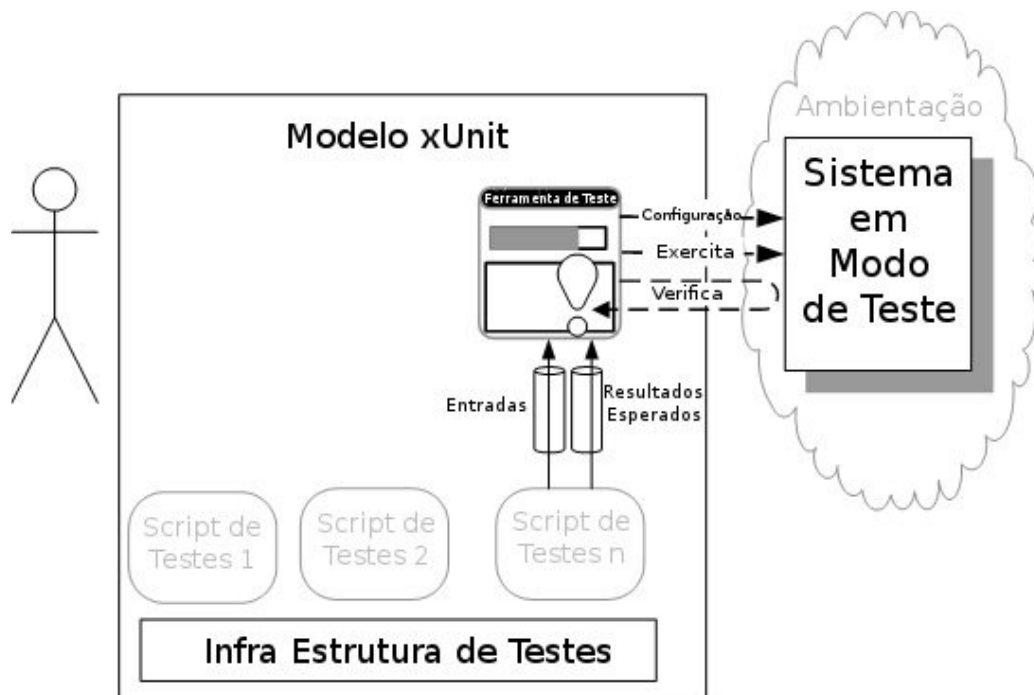 Ambientação
Modelo xUnit
Sistema
em
Modo
de Teste
Ferramenta de Teste
Configuração
Exercita
Verifica
Entradas
Resultados
Esperados
Script de
Testes 1
Script de
Testes 2
Script de
Testes n
Infra Estrutura de Testes